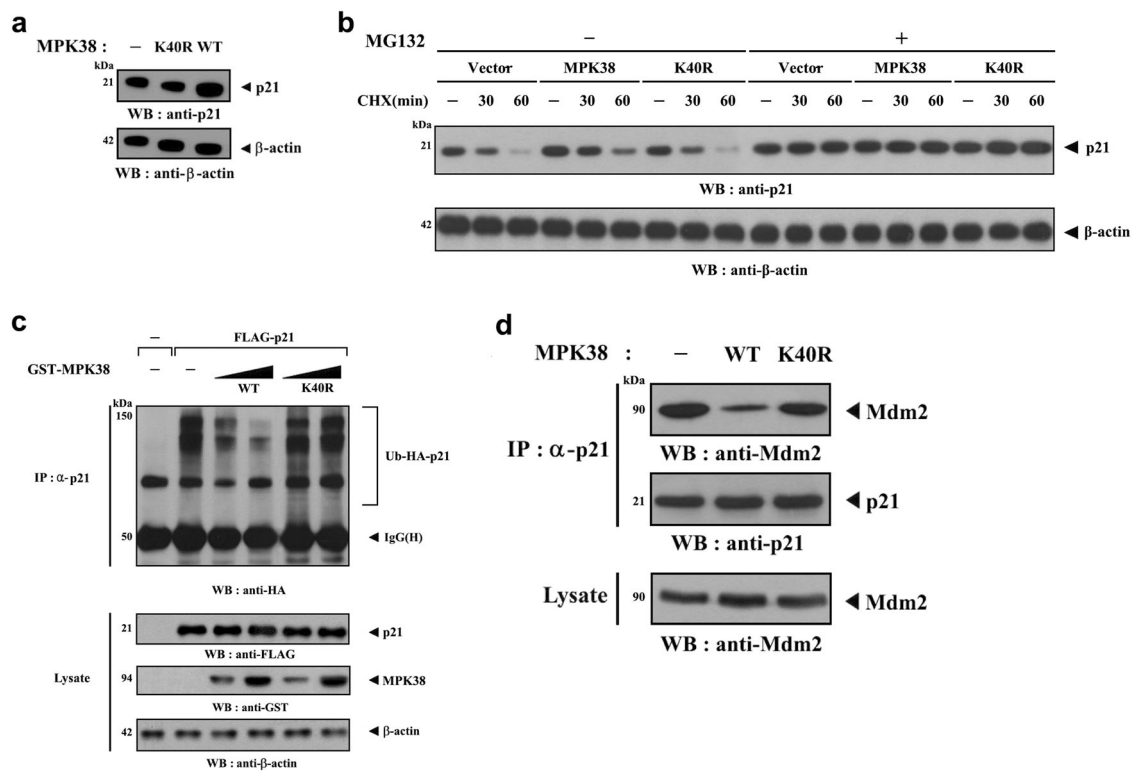 a
MPK38 : – K40R WT
kDa
21
◄ p21
WB : anti-p21
42
◄ β-actin
WB : anti-β-actin
b
MG132 – +
Vector MPK38 K40R Vector MPK38 K40R
CHX(min) – 30 60 – 30 60 – 30 60 – 30 60 – 30 60 – 30 60
kDa
21
◄ p21
WB : anti-p21
42
◄ β-actin
WB : anti-β-actin
c
– FLAG-p21
GST-MPK38 – –
WT K40R
kDa
150
Ub-HA-p21
IP : α-p21
50
◄ IgG(H)
WB : anti-HA
21
◄ p21
WB : anti-FLAG
Lysate
94
◄ MPK38
WB : anti-GST
42
◄ β-actin
WB : anti-β-actin
d
MPK38 : – WT K40R
kDa
90
◄ Mdm2
WB : anti-Mdm2
IP : α-p21
21
◄ p21
WB : anti-p21
Lysate
90
◄ Mdm2
WB : anti-Mdm2